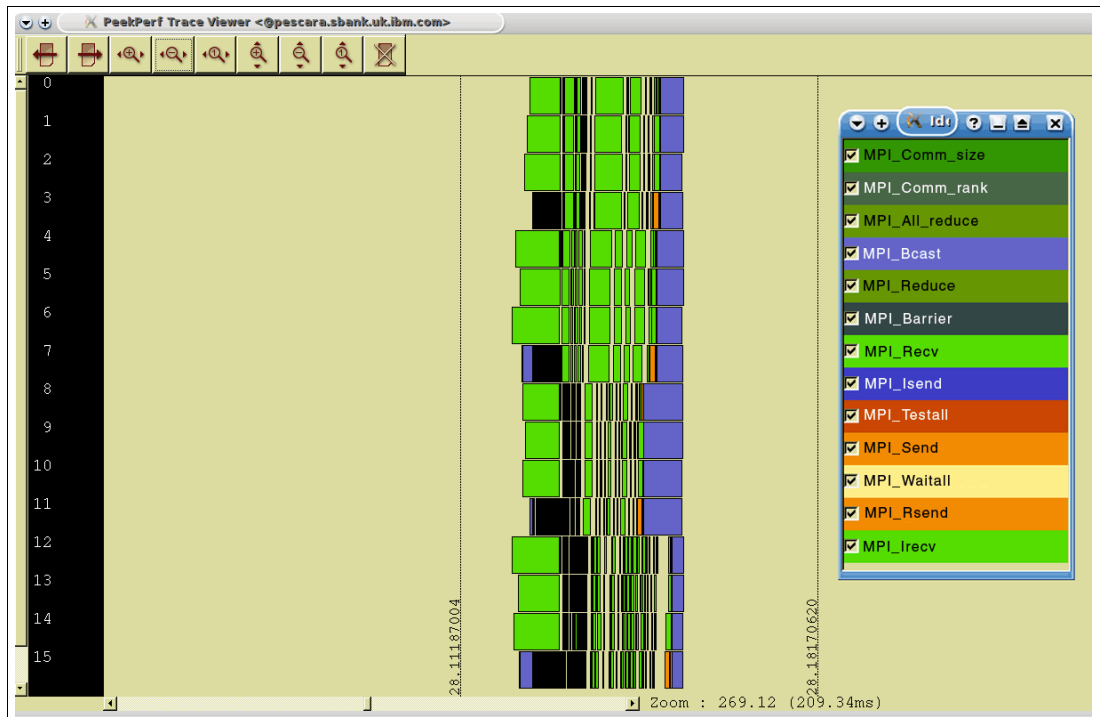 PeekPerf Trace Viewer <@pescara.sbank.uk.ibm.com>
0
1
2
3
4
5
6
7
8
9
10
11
12
13
14
15
28.11187004
28.18170620
Zoom : 269.12 (209.34ms)
MPI_Comm_size
MPI_Comm_rank
MPI_All_reduce
MPI_Bcast
MPI_Reduce
MPI_Barrier
MPI_Recv
MPI_Isend
MPI_Testall
MPI_Send
MPI_Waitall
MPI_Rsend
MPI_Irecv